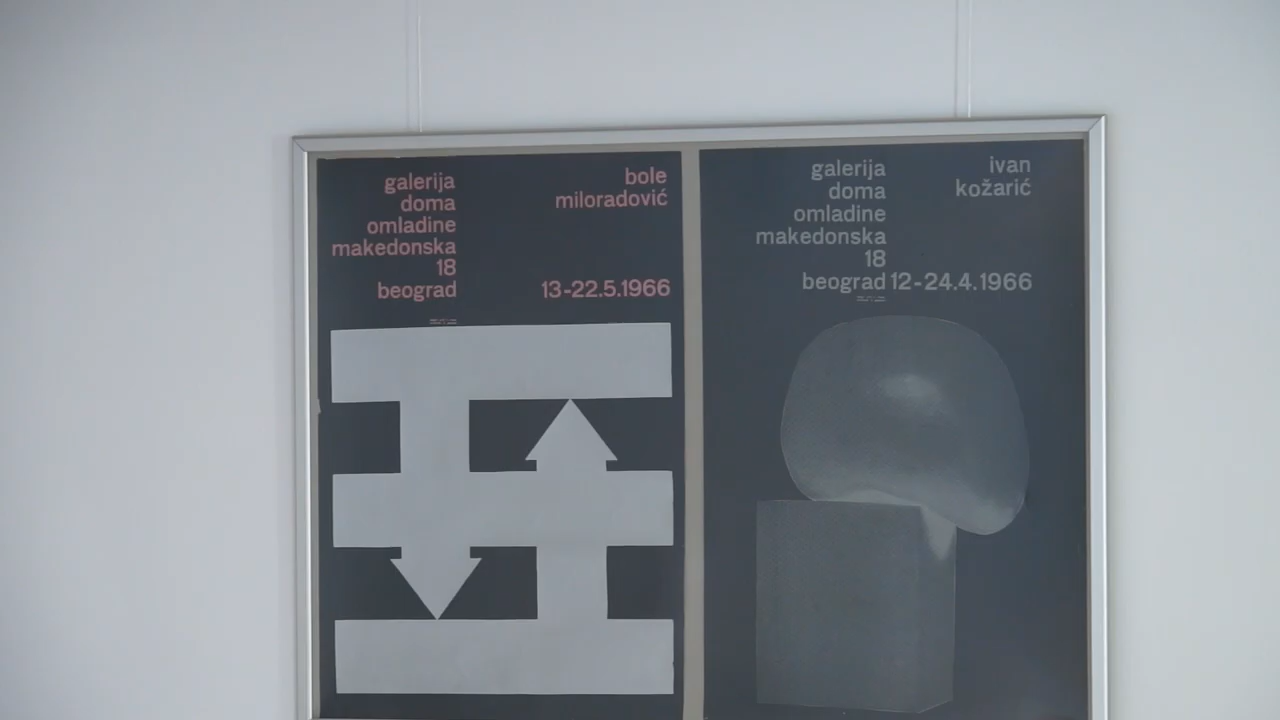 galerija
doma
omladine
makedonska
18
beograd
bole
miloradović
13-22.5.1966
galerija
doma
omladine
makedonska
18
beograd
ivan
kožarić
12-24.4.1966